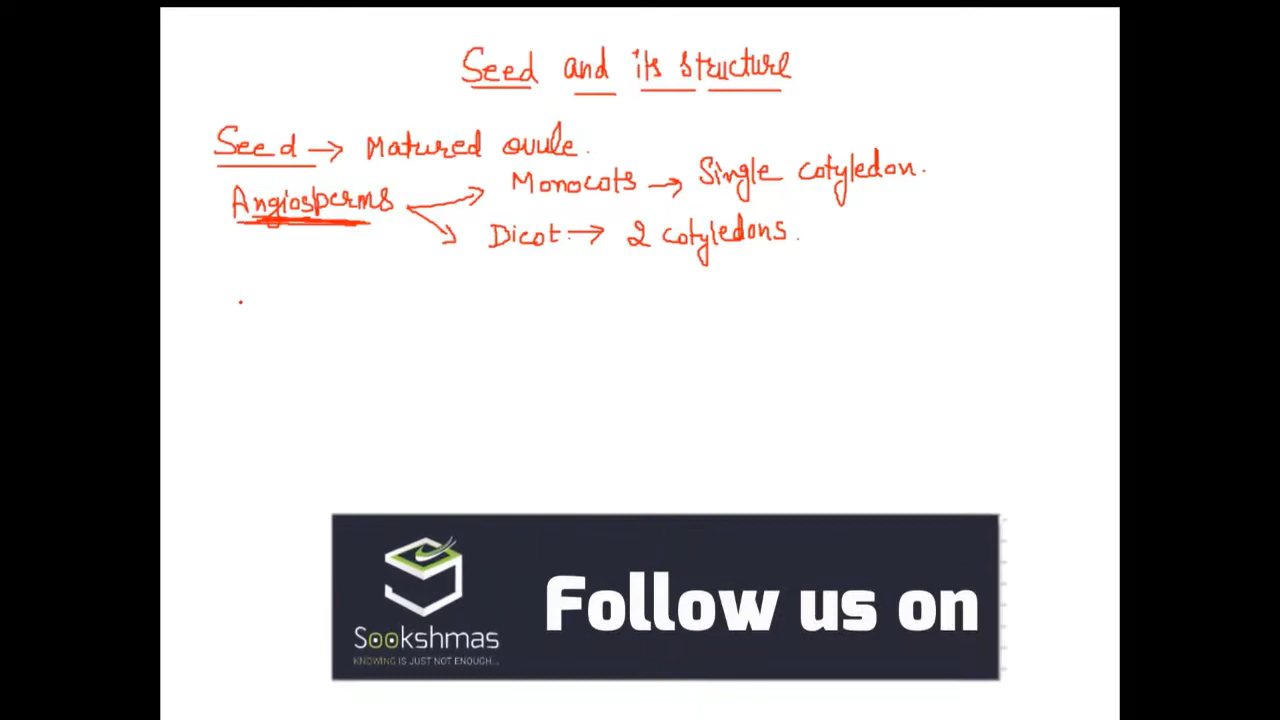 Seed and its structure
Seed → Matured ovule.
Angiosperms → Monocots → Single cotyledon.
→ Dicot → 2 cotyledons.
Sookshmas
KNOWING IS JUST NOT ENOUGH...
Follow us on